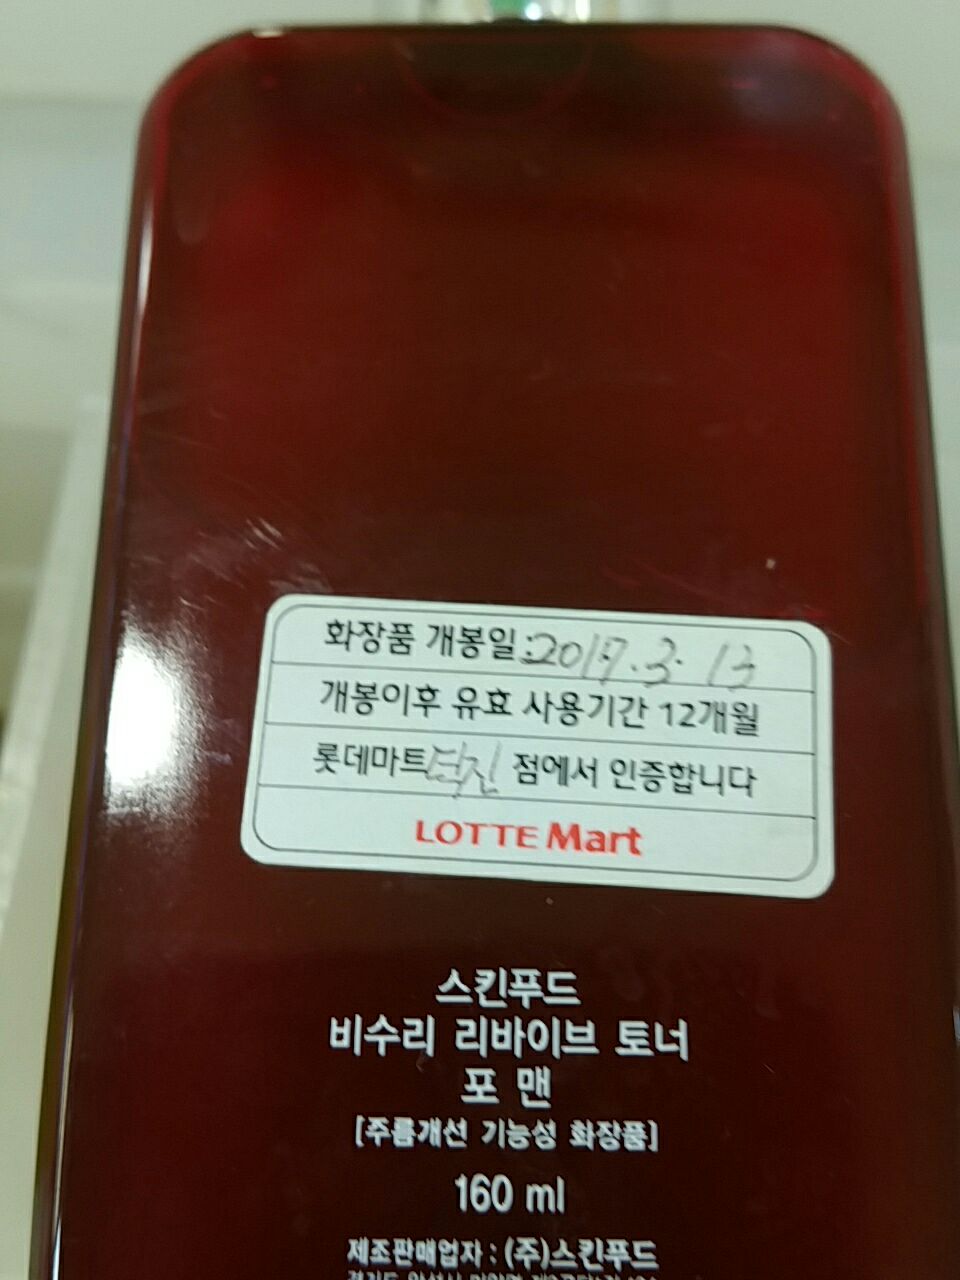 화장품 개봉일: 2017.3.13
개봉이후 유효 사용기간 12개월
롯데마트 덕진 점에서 인증합니다
LOTTE Mart
스킨푸드
비수리 리바이브 토너
포 맨
[주름개선 기능성 화장품]
160 ml
제조판매업자 : (주)스킨푸드